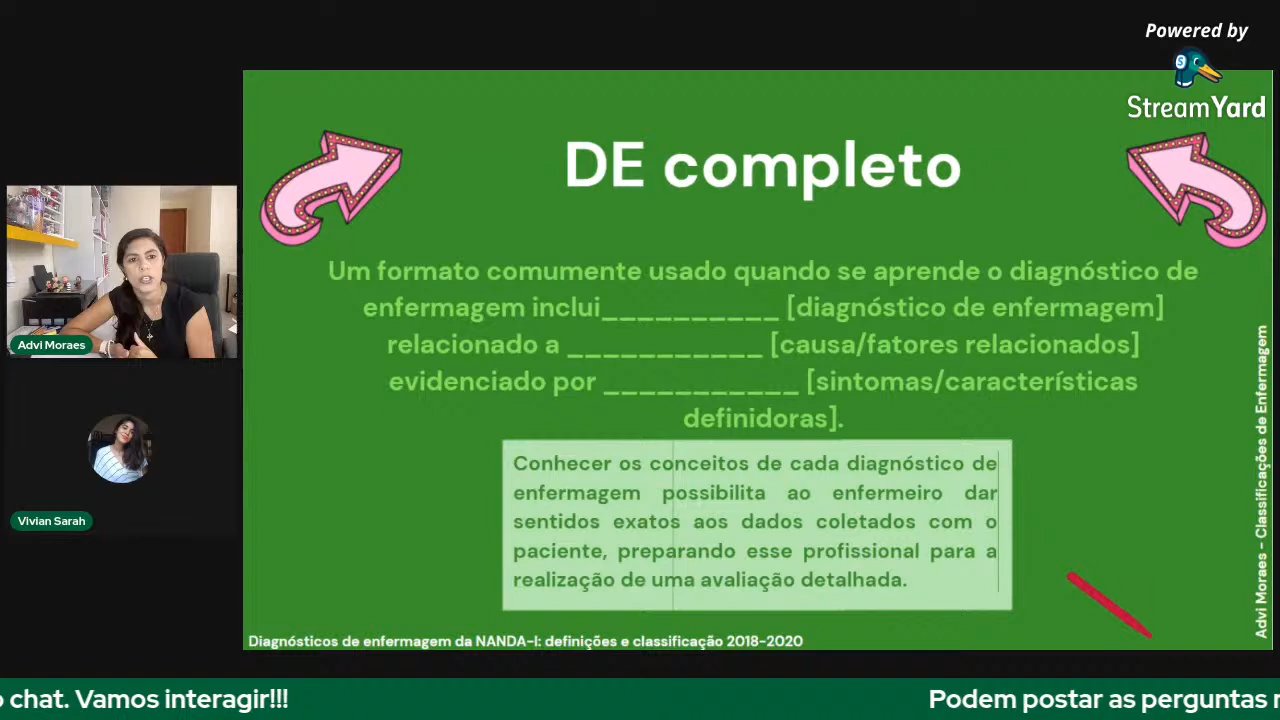 Powered by
StreamYard
DE completo
Um formato comumente usado quando se aprende o diagnóstico de
enfermagem inclui__________ [diagnóstico de enfermagem]
relacionado a ___________ [causa/fatores relacionados]
evidenciado por ___________ [sintomas/características
definidoras].
Conhecer os conceitos de cada diagnóstico de
enfermagem possibilita ao enfermeiro dar
sentidos exatos aos dados coletados com o
paciente, preparando esse profissional para a
realização de uma avaliação detalhada.
Diagnósticos de enfermagem da NANDA-I: definições e classificação 2018-2020
Advi Moraes - Classificações de Enfermagem
Advi Moraes
Vivian Sarah
o chat. Vamos interagir!!!
Podem postar as perguntas